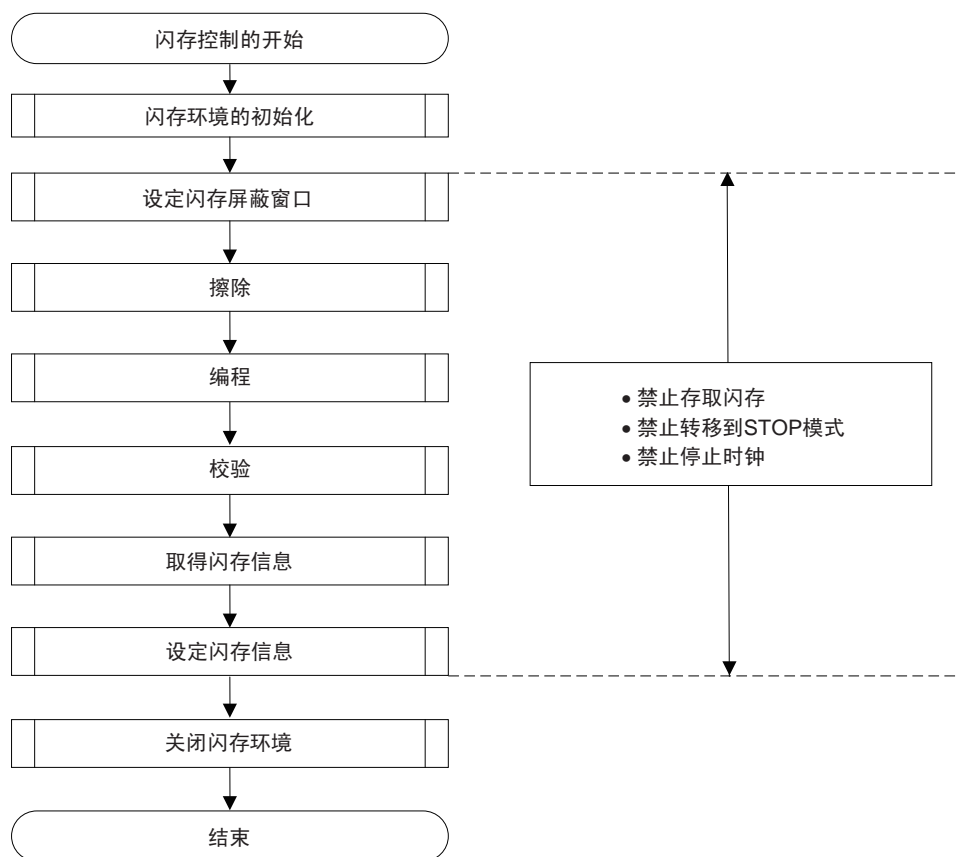 闪存控制的开始
闪存环境的初始化
设定闪存屏蔽窗口
擦除
编程
校验
取得闪存信息
设定闪存信息
关闭闪存环境
结束
• 禁止存取闪存
• 禁止转移到STOP模式
• 禁止停止时钟